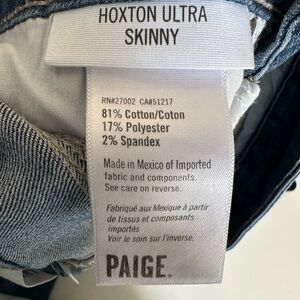 HOXTON ULTRA
SKINNY
RN#27002 CA#51217
81% Cotton/Coton
17% Polyester
2% Spandex
Made in Mexico of Imported
fabric and components.
See care on reverse.
Fabriqué aux Mexique à partir
de tissus et composants
importés
Voir le soin sur l'inverse.
PAIGE.